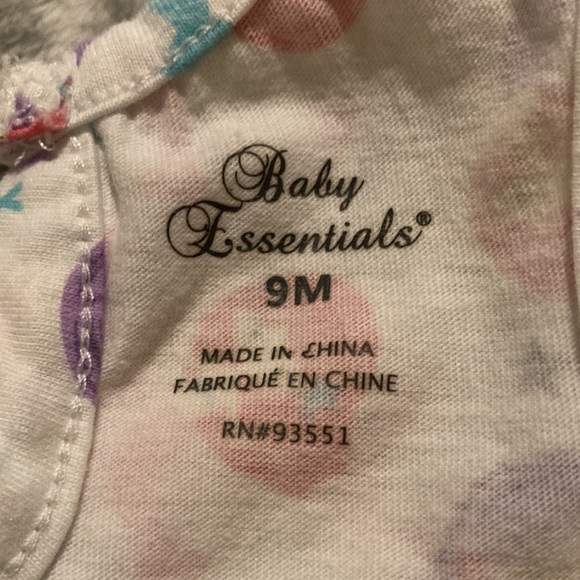 Baby
Essentials®
9M
MADE IN CHINA
FABRIQUÉ EN CHINE
RN#93551